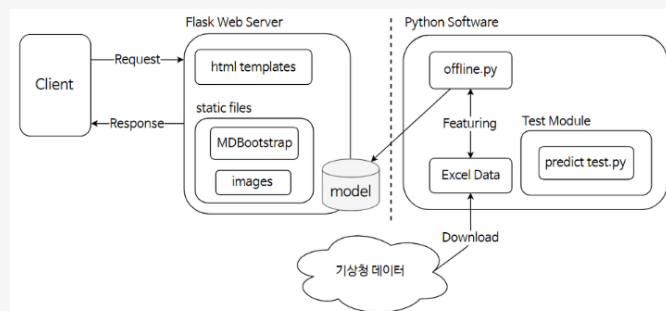 Flask Web Server
Python Software
Client
Request
Response
html templates
static files
MDBootstrap
images
model
offline.py
Featuring
Excel Data
Test Module
predict test.py
Download
기상청 데이터